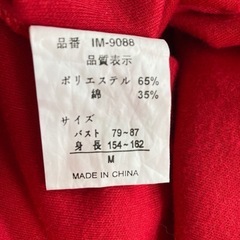 品番 IM-9088
品質表示
ポリエステル 65%
綿 35%
サイズ
バスト 79~87
身長 154~162
M
MADE IN CHINA